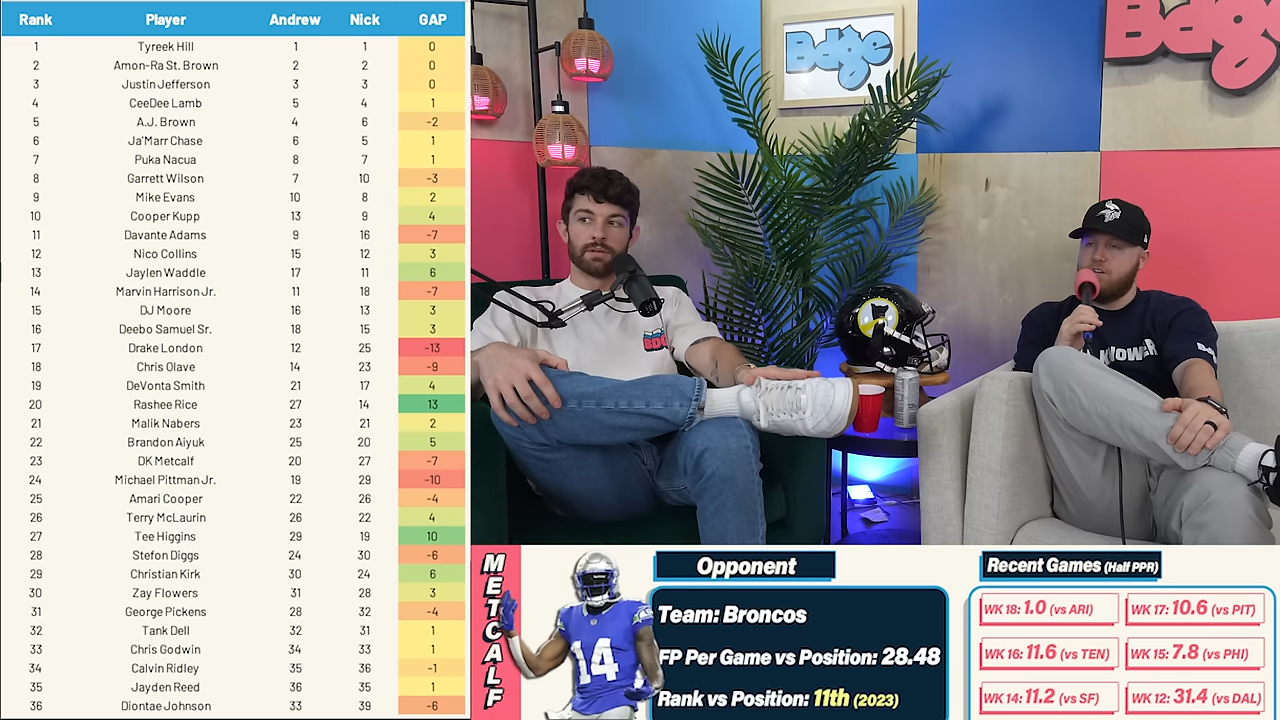 Rank Player Andrew Nick GAP
1 Tyreek Hill 1 1 0
2 Amon-Ra St. Brown 2 2 0
3 Justin Jefferson 3 3 0
4 CeeDee Lamb 5 4 1
5 A.J. Brown 4 6 -2
6 Ja'Marr Chase 6 5 1
7 Puka Nacua 8 7 1
8 Garrett Wilson 7 10 -3
9 Mike Evans 10 8 2
10 Cooper Kupp 13 9 4
11 Davante Adams 9 16 -7
12 Nico Collins 15 12 3
13 Jaylen Waddle 17 11 6
14 Marvin Harrison Jr. 11 18 -7
15 DJ Moore 16 13 3
16 Deebo Samuel Sr. 18 15 3
17 Drake London 12 25 -13
18 Chris Olave 14 23 -9
19 DeVonta Smith 21 17 4
20 Rashee Rice 27 14 13
21 Malik Nabers 23 21 2
22 Brandon Aiyuk 25 20 5
23 DK Metcalf 20 27 -7
24 Michael Pittman Jr. 19 29 -10
25 Amari Cooper 22 26 -4
26 Terry McLaurin 26 22 4
27 Tee Higgins 29 19 10
28 Stefon Diggs 24 30 -6
29 Christian Kirk 30 24 6
30 Zay Flowers 31 28 3
31 George Pickens 28 32 -4
32 Tank Dell 32 31 1
33 Chris Godwin 34 33 1
34 Calvin Ridley 35 36 -1
35 Jayden Reed 36 35 1
36 Diontae Johnson 33 39 -6
Bdge
Bdge
METCALF
14
Opponent
Team: Broncos
FP Per Game vs Position: 28.48
Rank vs Position: 11th (2023)
Recent Games (Half PPR)
WK 18: 1.0 (vs ARI)
WK 17: 10.6 (vs PIT)
WK 16: 11.6 (vs TEN)
WK 15: 7.8 (vs PHI)
WK 14: 11.2 (vs SF)
WK 12: 31.4 (vs DAL)